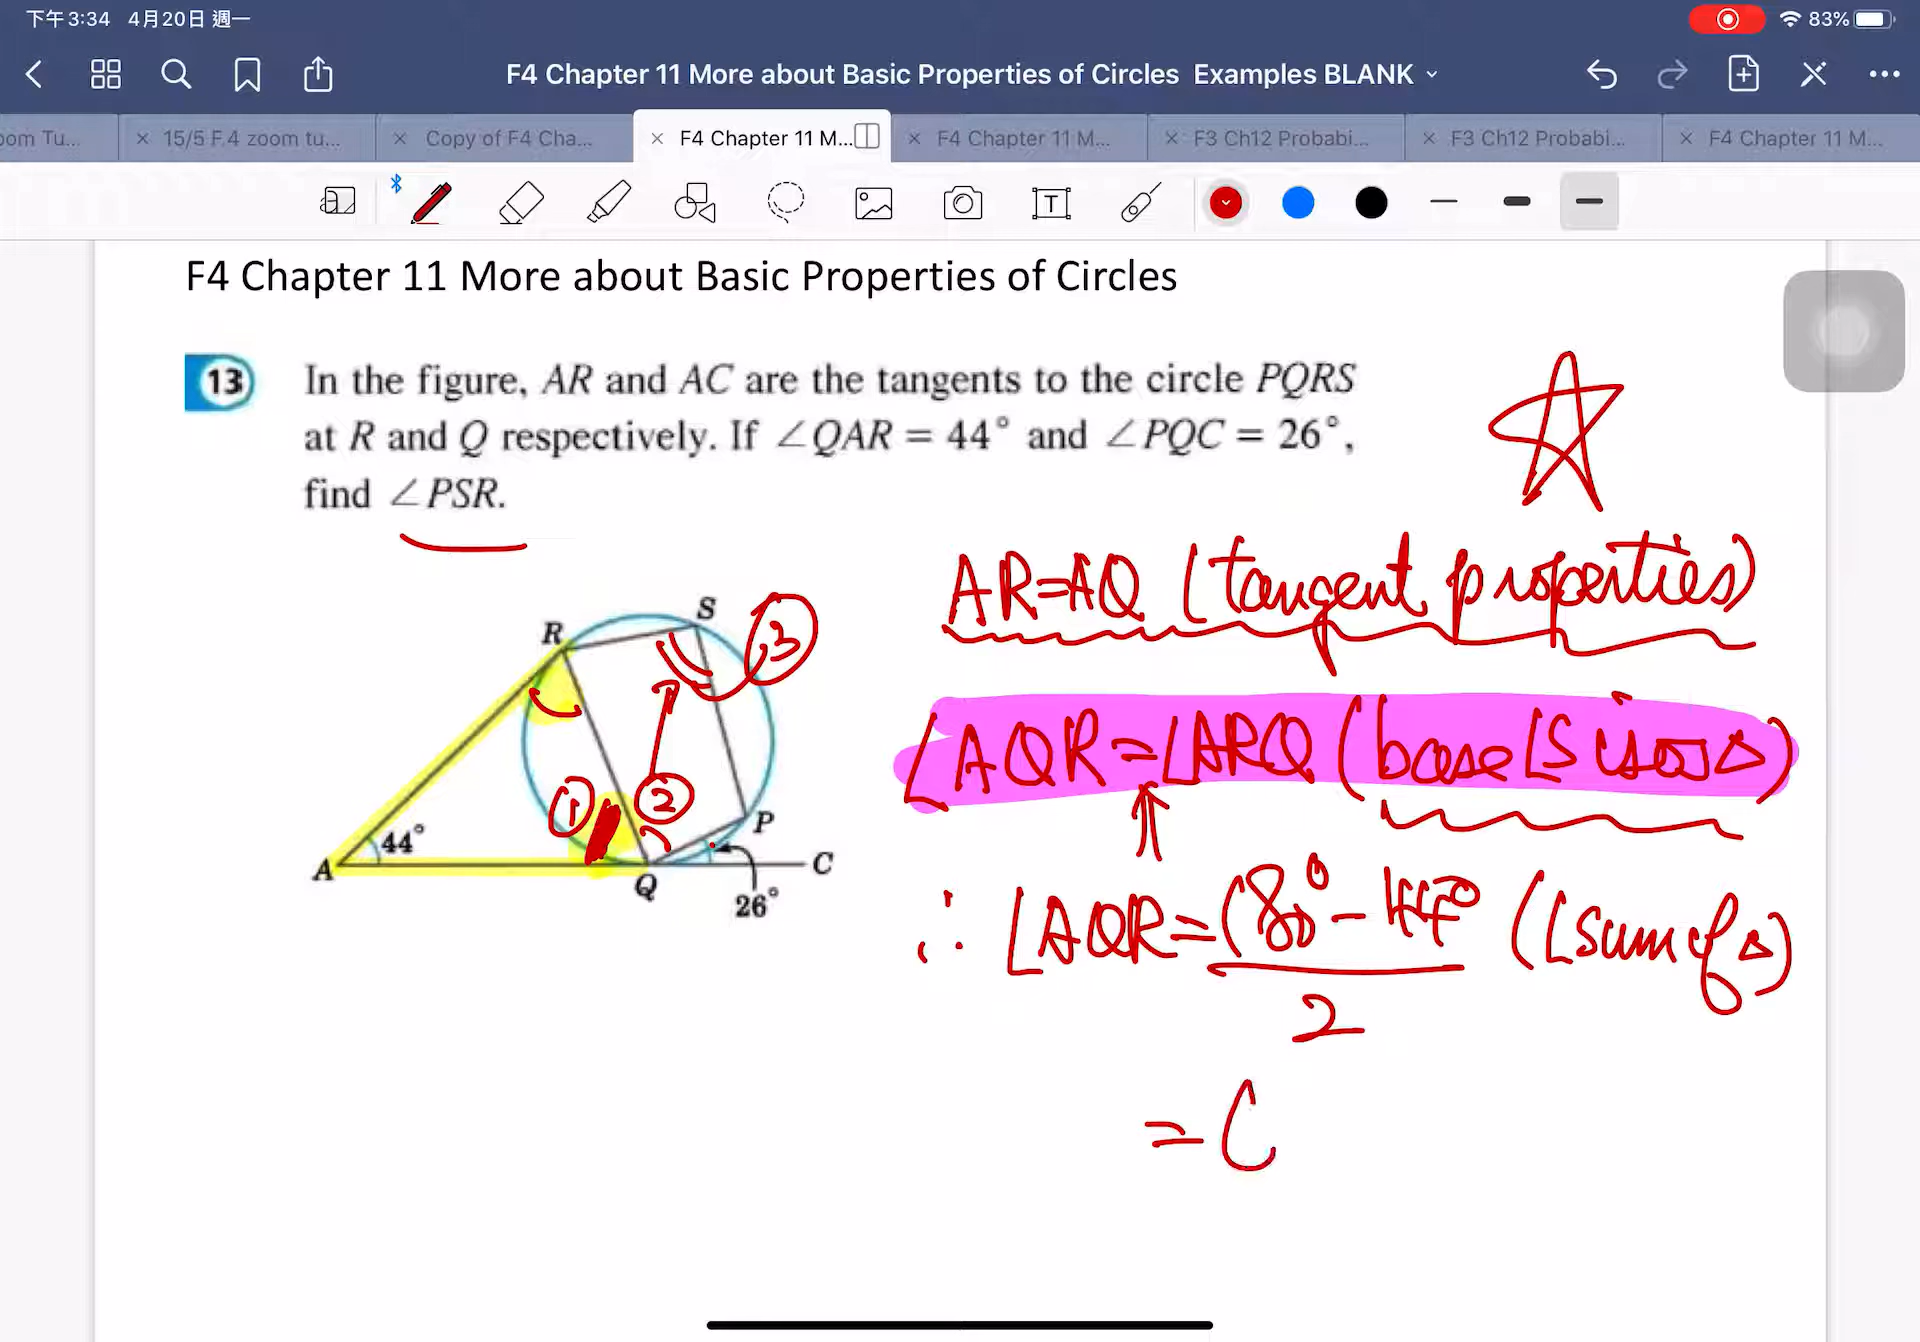 下午3:34 4月20日 週一
83%
F4 Chapter 11 More about Basic Properties of Circles Examples BLANK
oom Tu...
15/5 F.4 zoom tu...
Copy of F4 Cha...
F4 Chapter 11 M...
F4 Chapter 11 M...
F3 Ch12 Probabi...
F3 Ch12 Probabi...
F4 Chapter 11 M...
F4 Chapter 11 More about Basic Properties of Circles
13 In the figure, AR and AC are the tangents to the circle PQRS
at R and Q respectively. If ∠QAR = 44° and ∠PQC = 26°,
find ∠PSR.
AR=AQ (tangent properties)
∠AQR=∠ARQ (base ∠s isos △)
∴ ∠AQR=180°-44° (∠sum of △)
2
= (
R
S
3
1
2
P
44°
A
Q
C
26°